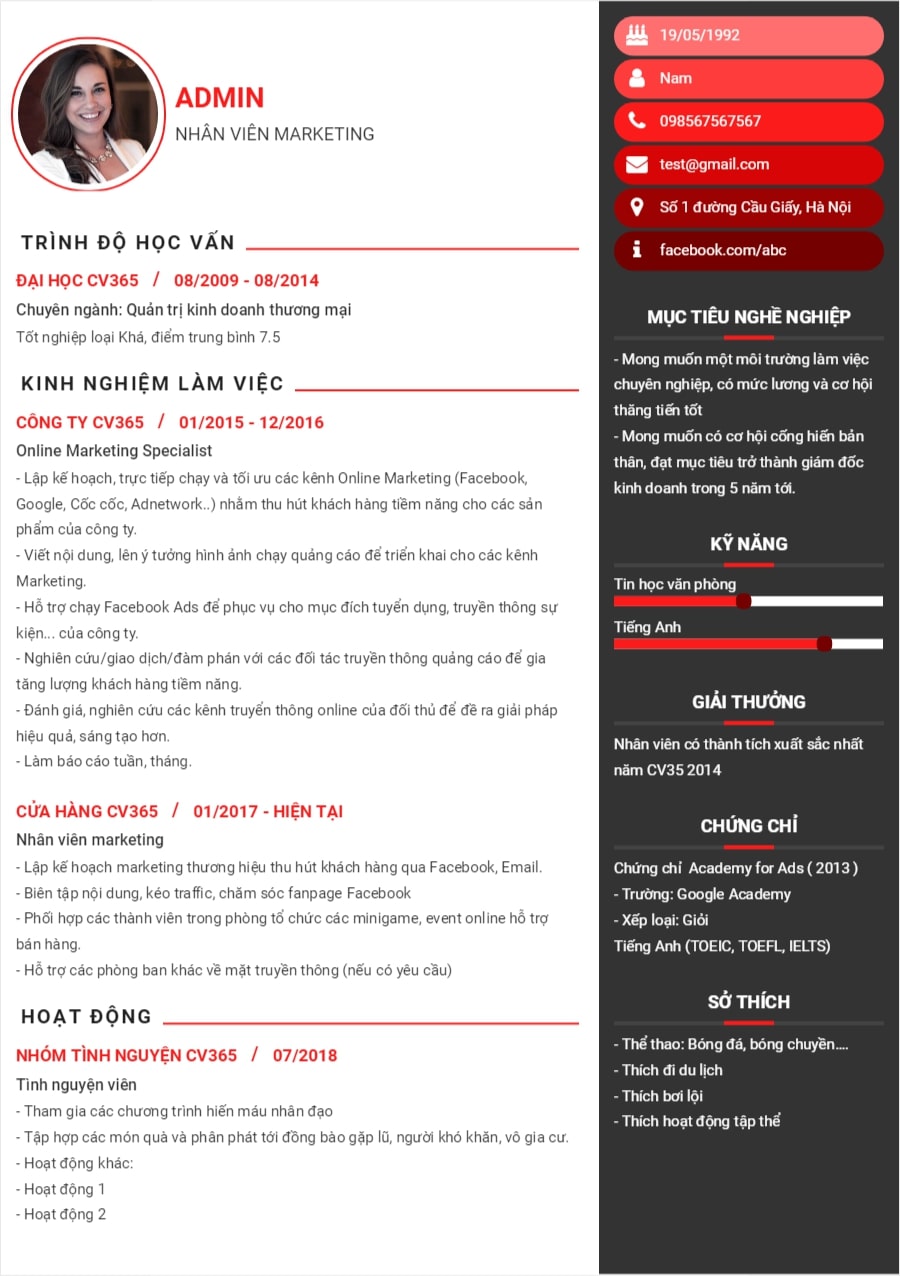 ADMIN
NHÂN VIÊN MARKETING
TRÌNH ĐỘ HỌC VẤN
ĐẠI HỌC CV365 / 08/2009 - 08/2014
Chuyên ngành: Quản trị kinh doanh thương mại
Tốt nghiệp loại Khá, điểm trung bình 7.5
KINH NGHIỆM LÀM VIỆC
CÔNG TY CV365 / 01/2015 - 12/2016
Online Marketing Specialist
- Lập kế hoạch, trực tiếp chạy và tối ưu các kênh Online Marketing (Facebook,
Google, Cốc cốc, Adnetwork..) nhằm thu hút khách hàng tiềm năng cho các sản
phẩm của công ty.
- Viết nội dung, lên ý tưởng hình ảnh chạy quảng cáo để triển khai cho các kênh
Marketing.
- Hỗ trợ chạy Facebook Ads để phục vụ cho mục đích tuyển dụng, truyền thông sự
kiện... của công ty.
- Nghiên cứu/giao dịch/đàm phán với các đối tác truyền thông quảng cáo để gia
tăng lượng khách hàng tiềm năng.
- Đánh giá, nghiên cứu các kênh truyển thông online của đối thủ để đề ra giải pháp
hiệu quả, sáng tạo hơn.
- Làm báo cáo tuần, tháng.
CỬA HÀNG CV365 / 01/2017 - HIỆN TẠI
Nhân viên marketing
- Lập kế hoạch marketing thương hiệu thu hút khách hàng qua Facebook, Email.
- Biên tập nội dung, kéo traffic, chăm sóc fanpage Facebook
- Phối hợp các thành viên trong phòng tổ chức các minigame, event online hỗ trợ
bán hàng.
- Hỗ trợ các phòng ban khác về mặt truyền thông (nếu có yêu cầu)
HOẠT ĐỘNG
NHÓM TÌNH NGUYỆN CV365 / 07/2018
Tình nguyện viên
- Tham gia các chương trình hiến máu nhân đạo
- Tập hợp các món quà và phân phát tới đồng bào gặp lũ, người khó khăn, vô gia cư.
- Hoạt động khác:
- Hoạt động 1
- Hoạt động 2
19/05/1992
Nam
098567567567
test@gmail.com
Số 1 đường Cầu Giấy, Hà Nội
facebook.com/abc
MỤC TIÊU NGHỀ NGHIỆP
- Mong muốn một môi trường làm việc
chuyên nghiệp, có mức lương và cơ hội
thăng tiến tốt
- Mong muốn có cơ hội cống hiến bản
thân, đạt mục tiêu trở thành giám đốc
kinh doanh trong 5 năm tới.
KỸ NĂNG
Tin học văn phòng
Tiếng Anh
GIẢI THƯỞNG
Nhân viên có thành tích xuất sắc nhất
năm CV35 2014
CHỨNG CHỈ
Chứng chỉ Academy for Ads ( 2013 )
- Trường: Google Academy
- Xếp loại: Giỏi
Tiếng Anh (TOEIC, TOEFL, IELTS)
SỞ THÍCH
- Thể thao: Bóng đá, bóng chuyền....
- Thích đi du lịch
- Thích bơi lội
- Thích hoạt động tập thể